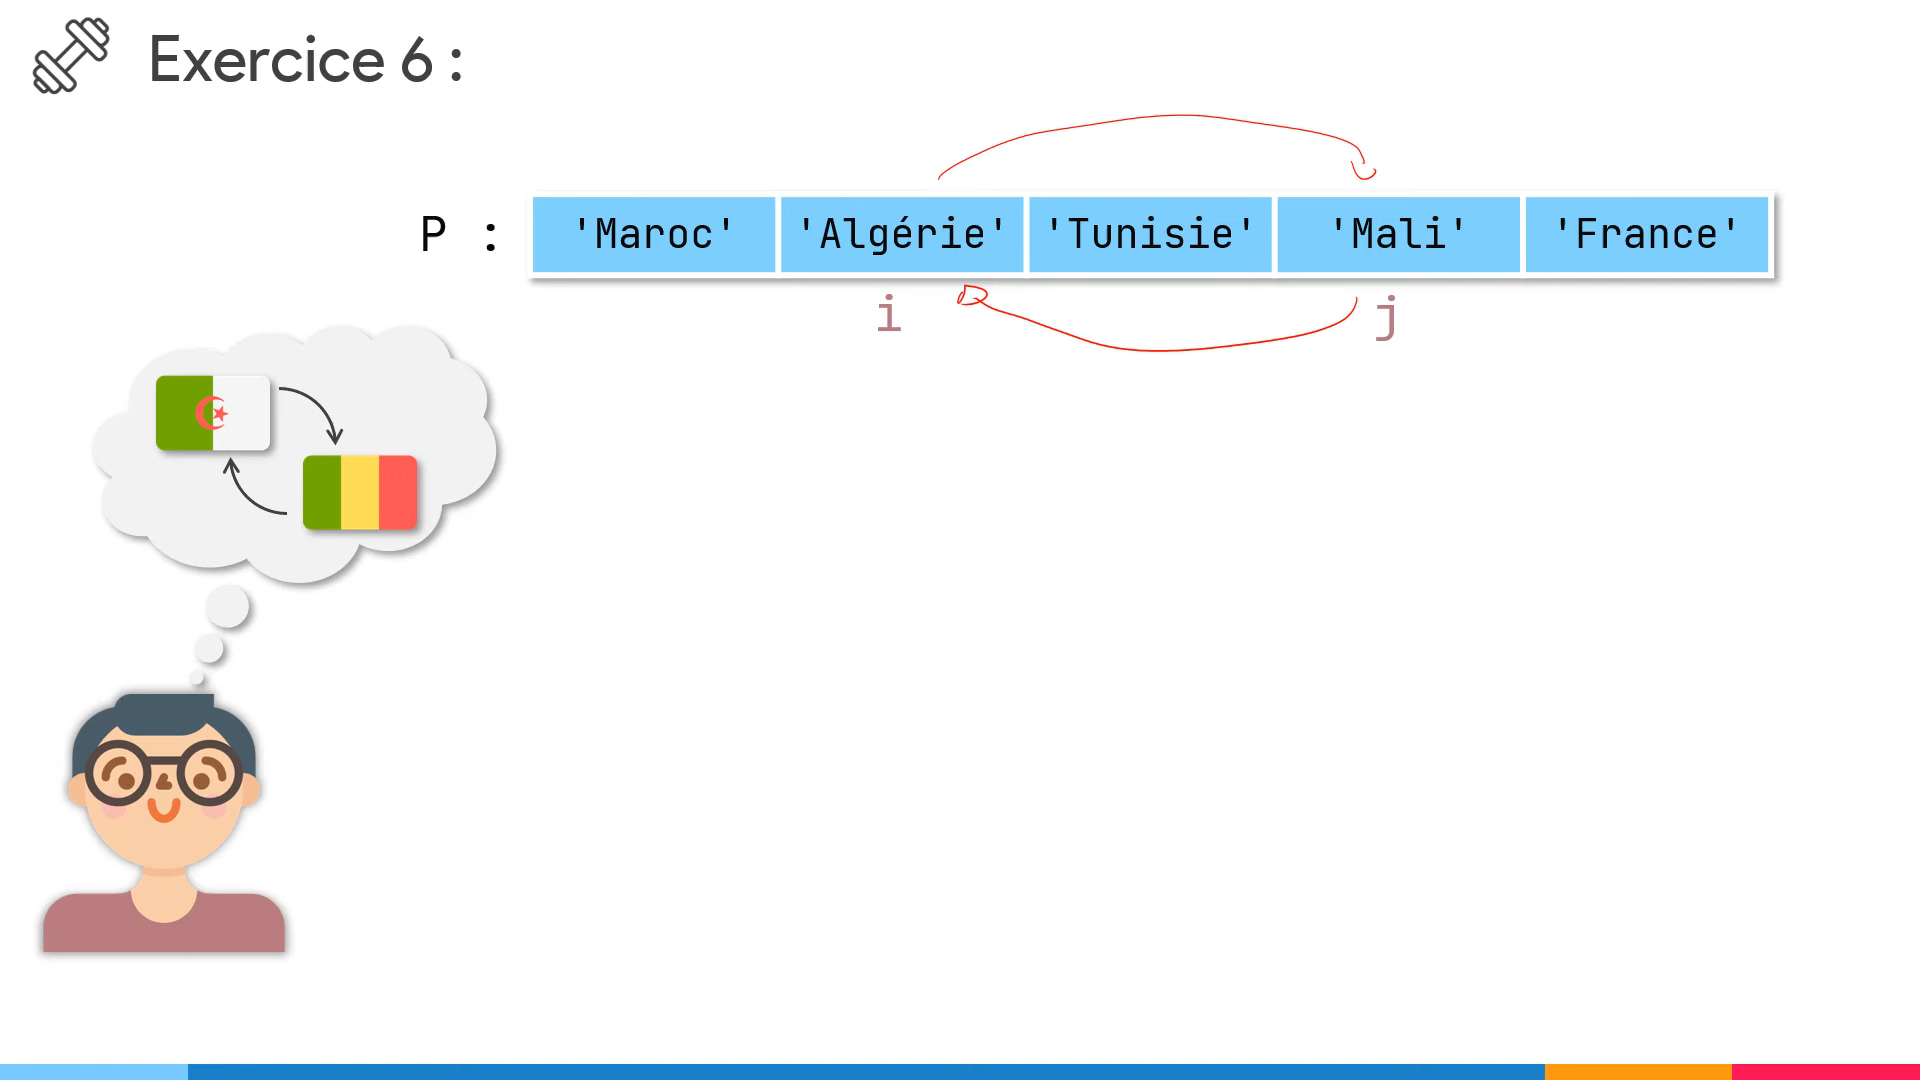 Exercice 6 :
P : 'Maroc' 'Algérie' 'Tunisie' 'Mali' 'France'
i j